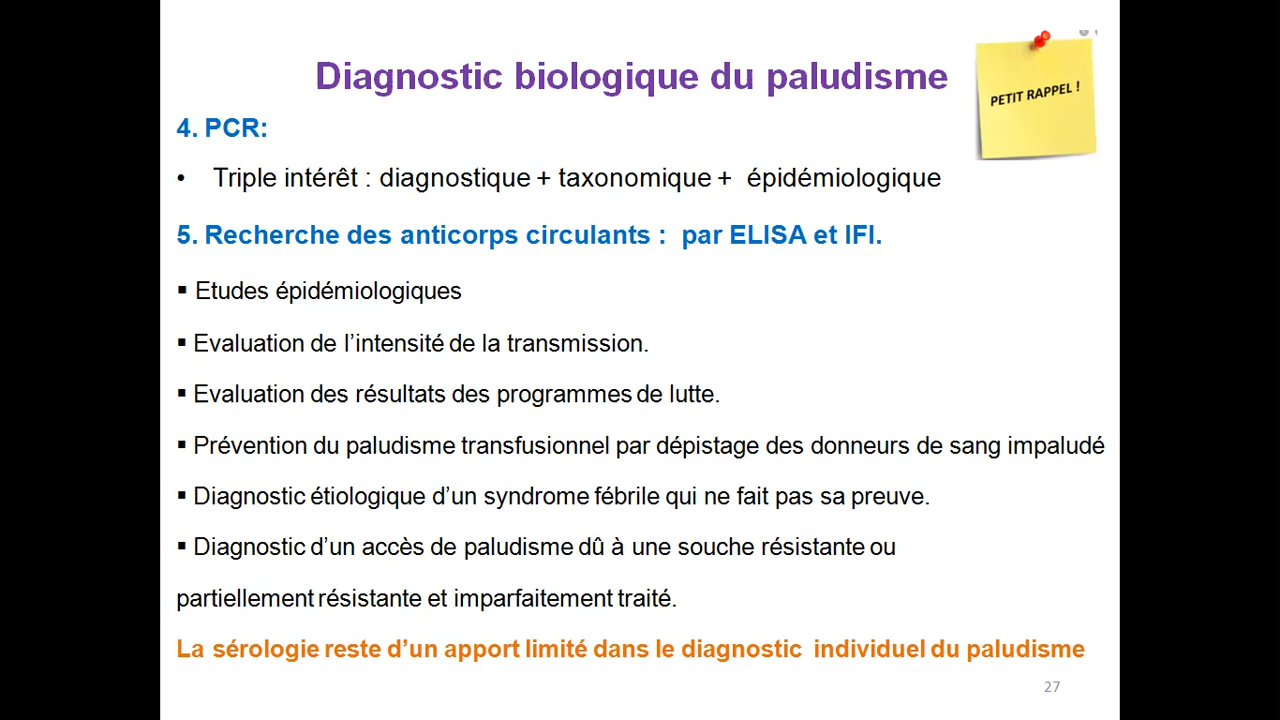 Diagnostic biologique du paludisme
PETIT RAPPEL !
4. PCR:
• Triple intérêt : diagnostique + taxonomique + épidémiologique
5. Recherche des anticorps circulants : par ELISA et IFI.
▪ Etudes épidémiologiques
▪ Evaluation de l’intensité de la transmission.
▪ Evaluation des résultats des programmes de lutte.
▪ Prévention du paludisme transfusionnel par dépistage des donneurs de sang impaludé
▪ Diagnostic étiologique d’un syndrome fébrile qui ne fait pas sa preuve.
▪ Diagnostic d’un accès de paludisme dû à une souche résistante ou
partiellement résistante et imparfaitement traité.
La sérologie reste d’un apport limité dans le diagnostic individuel du paludisme
27